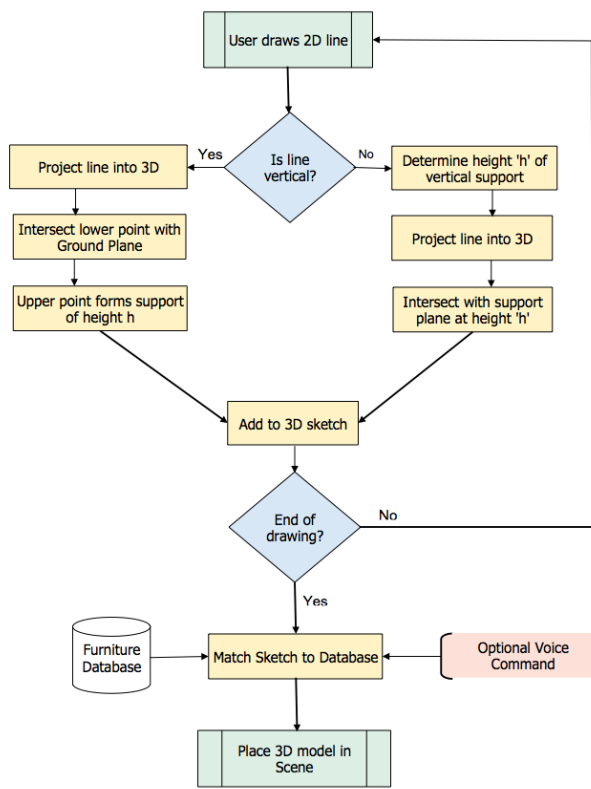 User draws 2D line
Is line
vertical?
Yes
No
Project line into 3D
Intersect lower point with
Ground Plane
Upper point forms support
of height h
Determine height 'h' of
vertical support
Project line into 3D
Intersect with support
plane at height 'h'
Add to 3D sketch
End of
drawing?
No
Yes
Furniture
Database
Match Sketch to Database
Optional Voice
Command
Place 3D model in
Scene